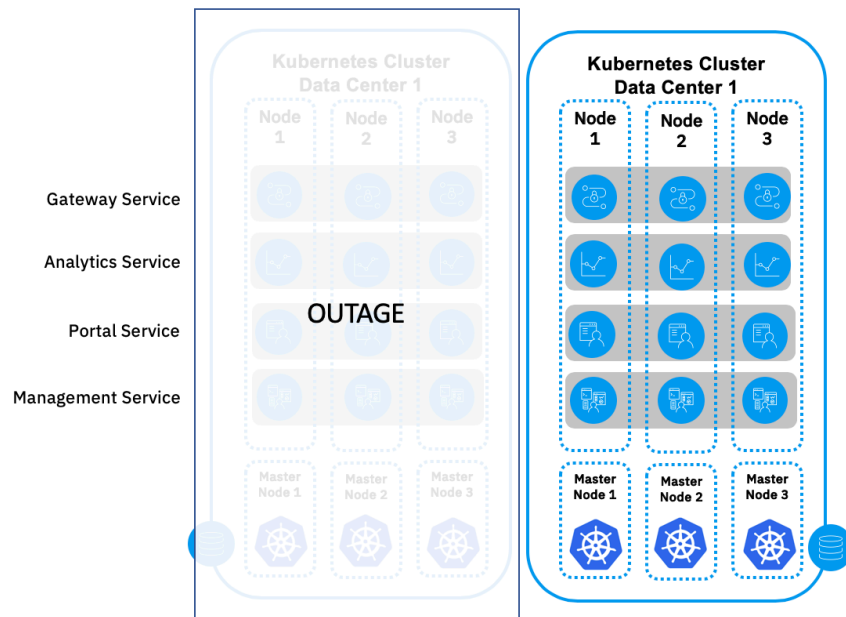 Kubernetes Cluster
Data Center 1
Node
1
Node
2
Node
3
Gateway Service
Analytics Service
Portal Service
Management Service
OUTAGE
Master
Node 1
Master
Node 2
Master
Node 3
Kubernetes Cluster
Data Center 1
Node
1
Node
2
Node
3
Master
Node 1
Master
Node 2
Master
Node 3